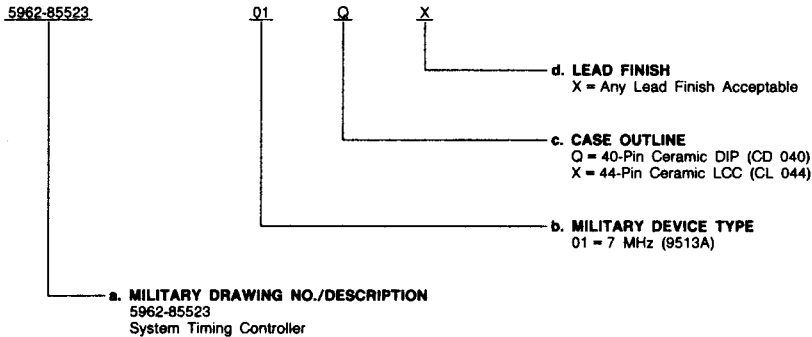 5962-85523 01 Q X
d. LEAD FINISH
X = Any Lead Finish Acceptable
c. CASE OUTLINE
Q = 40-Pin Ceramic DIP (CD 040)
X = 44-Pin Ceramic LCC (CL 044)
b. MILITARY DEVICE TYPE
01 = 7 MHz (9513A)
a. MILITARY DRAWING NO./DESCRIPTION
5962-85523
System Timing Controller